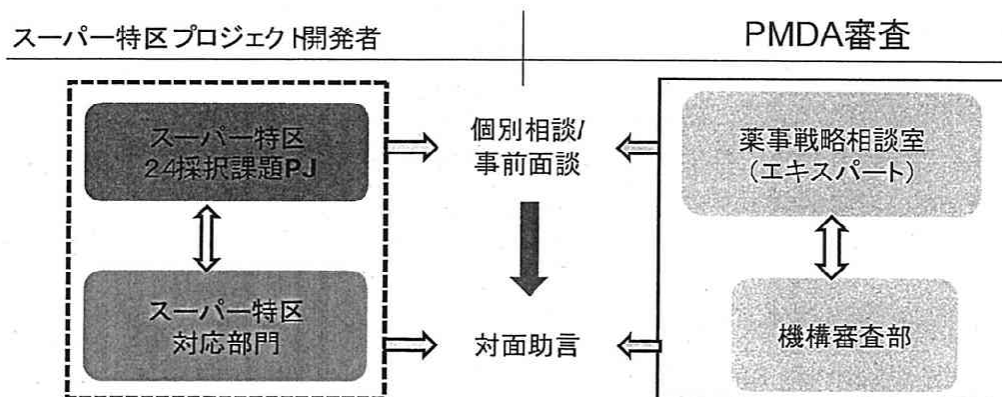 スーパー特区プロジェクト開発者
PMDA審査
スーパー特区
24採択課題PJ
個別相談/
事前面談
薬事戦略相談室
(エキスパート)
スーパー特区
対応部門
対面助言
機構審査部